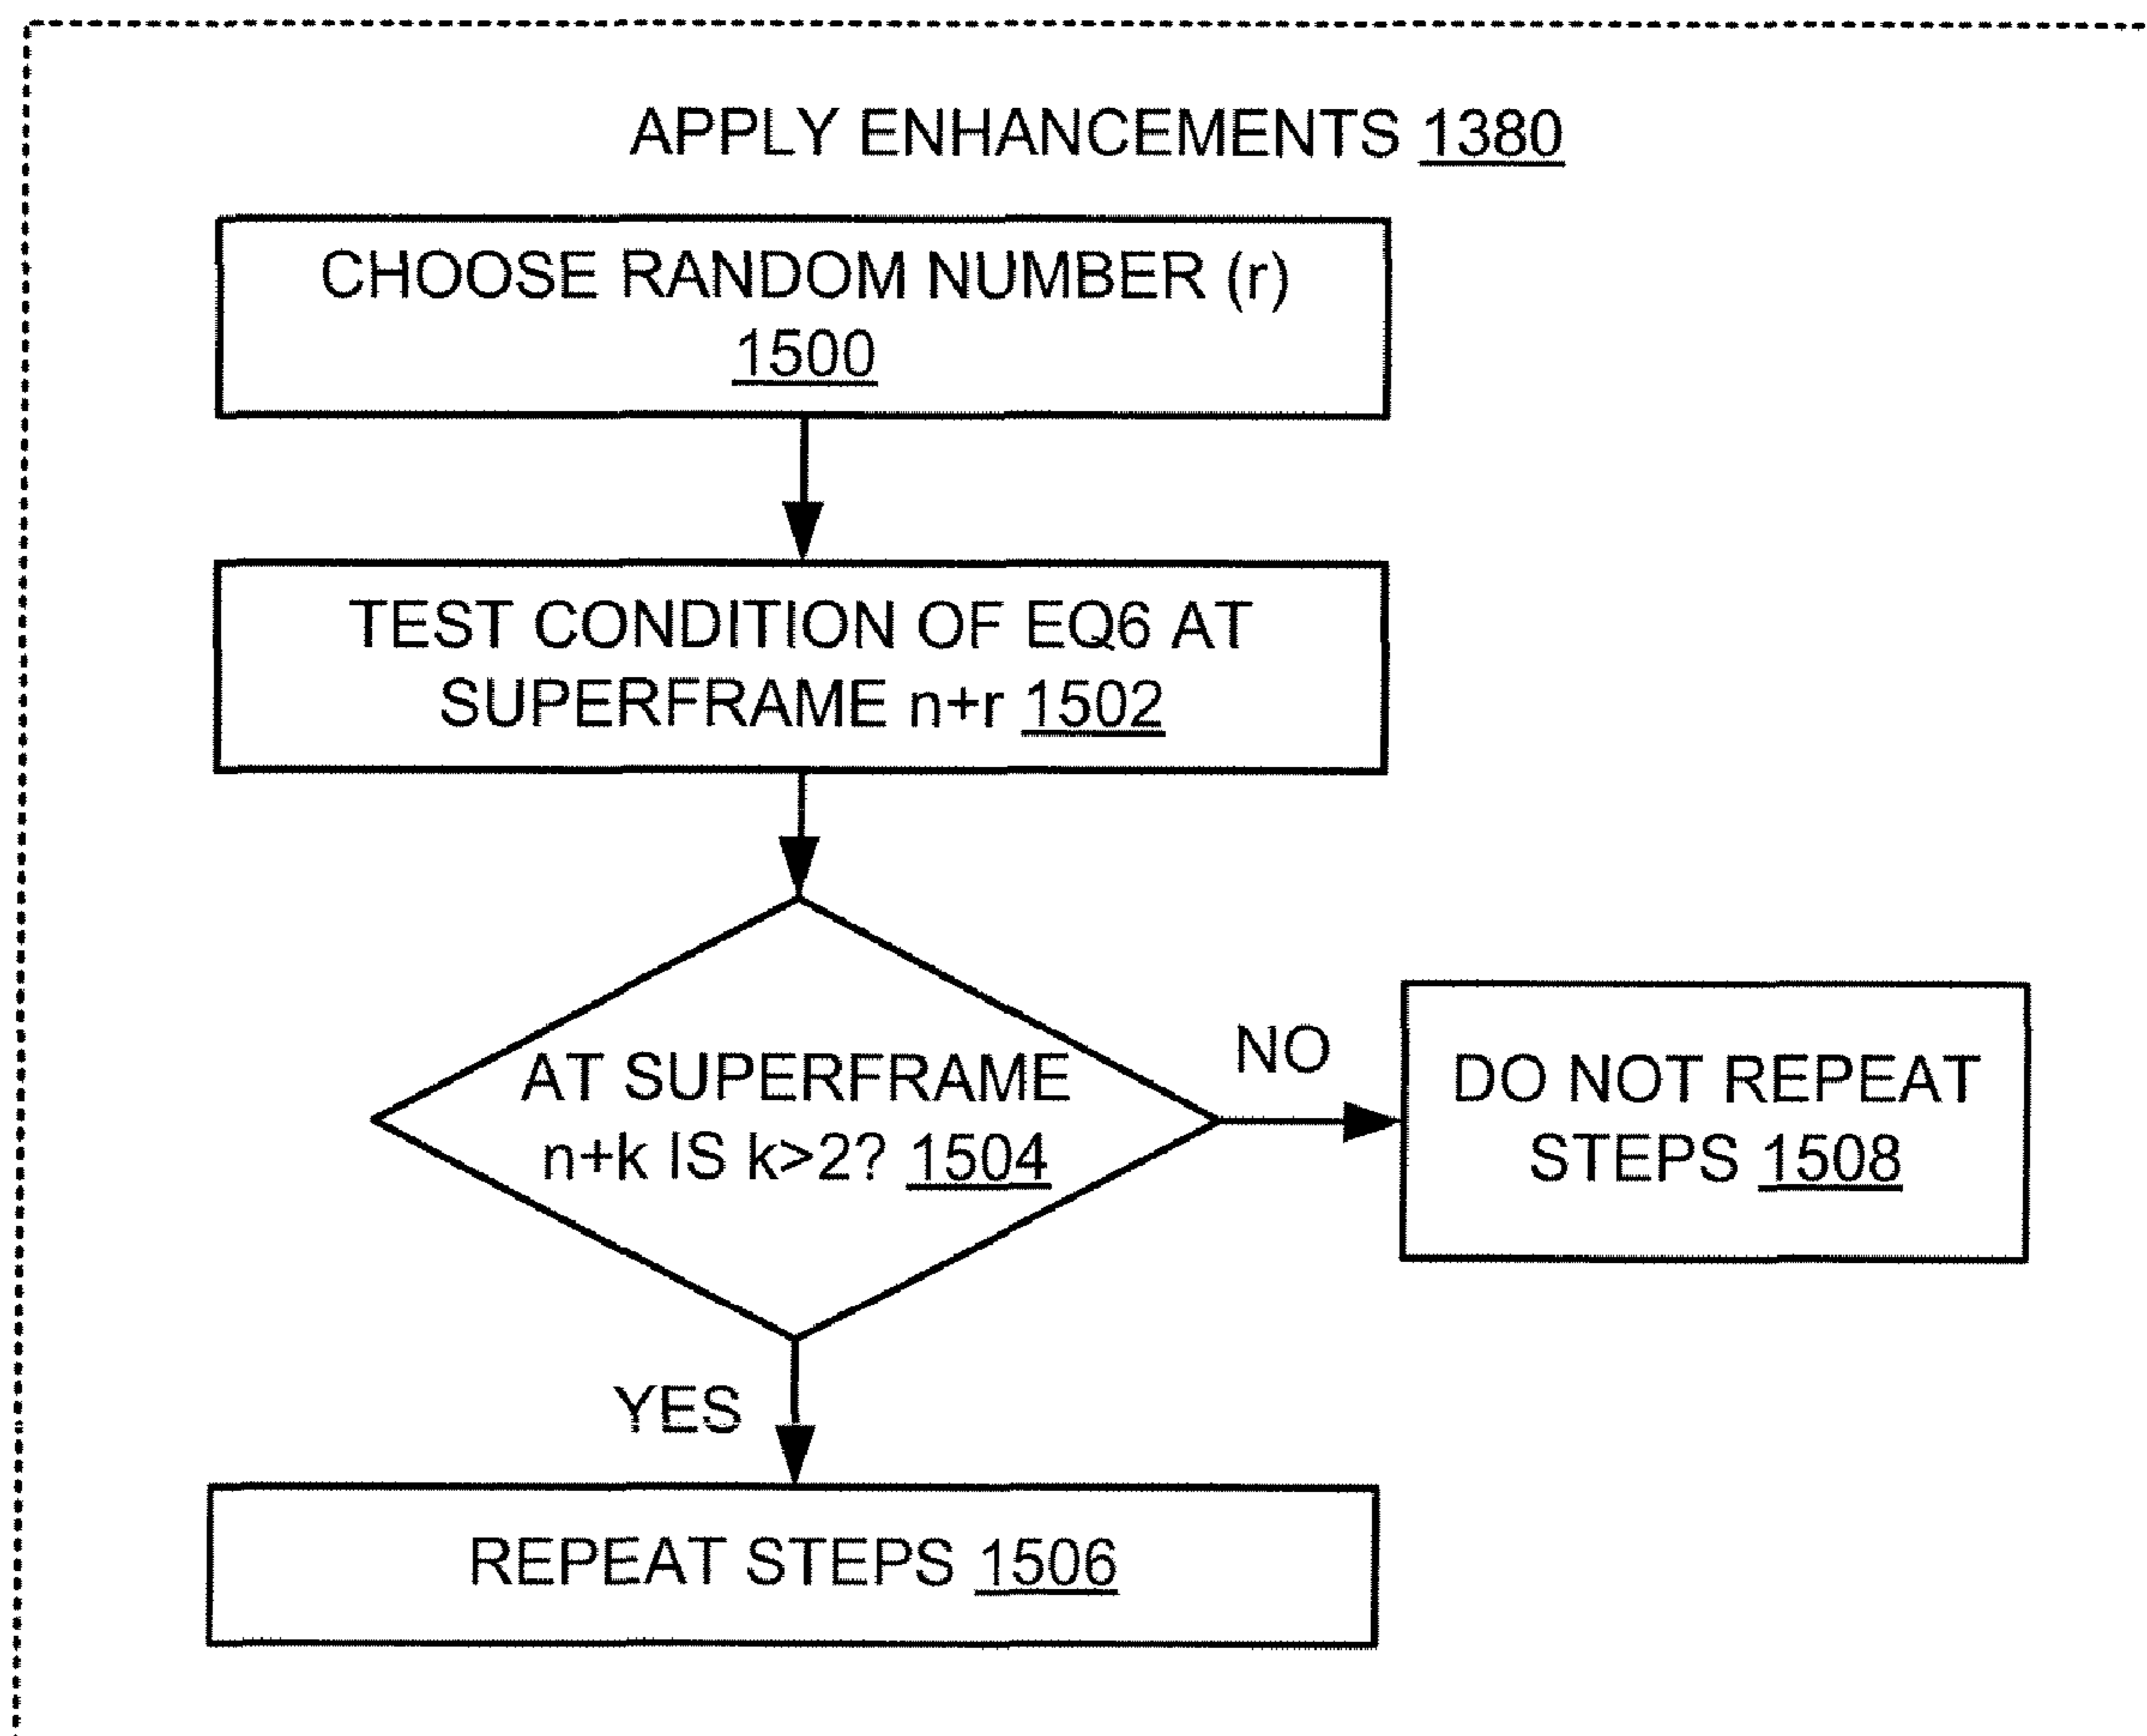 APPLY ENHANCEMENTS 1380
CHOOSE RANDOM NUMBER (r)
1500
TEST CONDITION OF EQ6 AT
SUPERFRAME n+r 1502
AT SUPERFRAME
n+k IS k>2? 1504
NO
DO NOT REPEAT
STEPS 1508
YES
REPEAT STEPS 1506